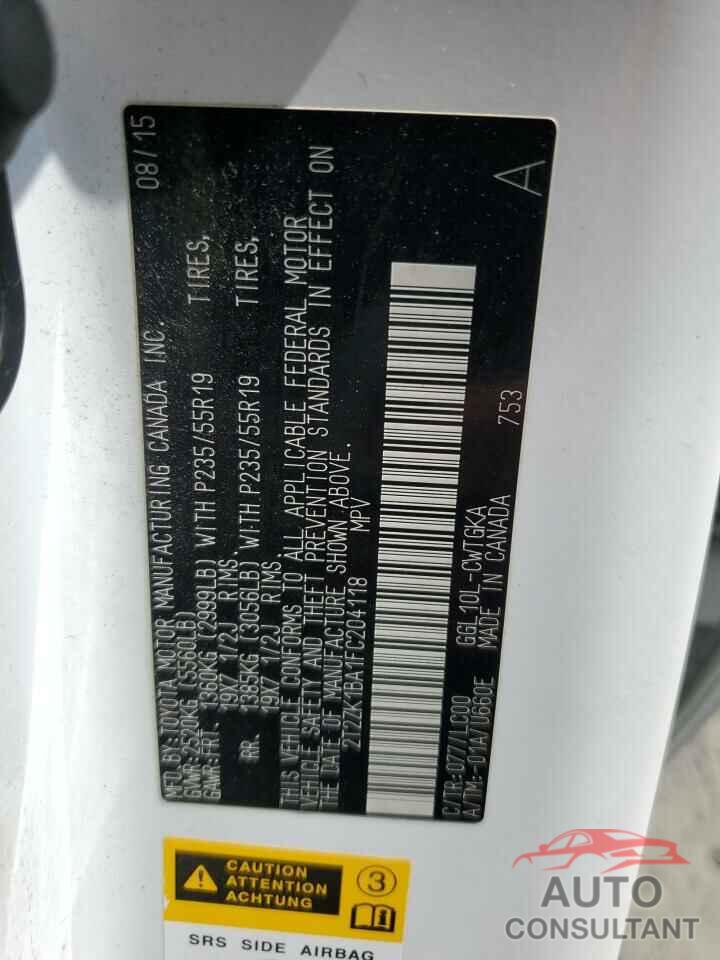 MFD BY:TOYOTA MOTOR MANUFACTURING CANADA INC. 08/15
GVWR:2520KG (5560LB)
GAWR:FRT. 1360KG (2999LB) WITH P235/55R19 TIRES,
19X7 1/2J RIMS.
RR. 1385KG (3056LB) WITH P235/55R19 TIRES,
19X7 1/2J RIMS.
THIS VEHICLE CONFORMS TO ALL APPLICABLE FEDERAL MOTOR
VEHICLE SAFETY AND THEFT PREVENTION STANDARDS IN EFFECT ON
THE DATE OF MANUFACTURE SHOWN ABOVE.
2T2ZK1BA1FC204118 MPV
C/TR:077/LC00 GGL10L-CWTGKA
A/TM:-01A/U660E MADE IN CANADA 753
A
CAUTION
ATTENTION
ACHTUNG
3
SRS SIDE AIRBAG
AUTO
CONSULTANT